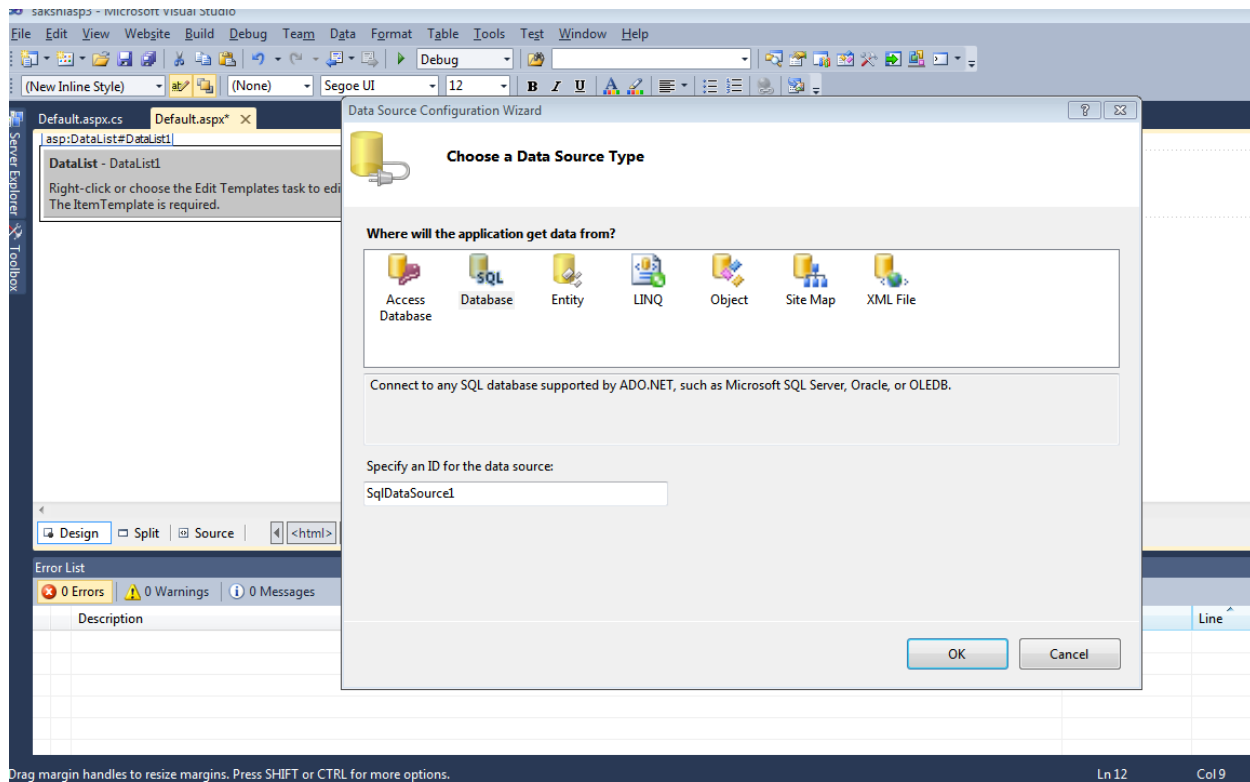 saksniasp3 - Microsoft Visual Studio
File Edit View Website Build Debug Team Data Format Table Tools Test Window Help
Debug
(New Inline Style) (None) Segoe UI 12 B I U A
Data Source Configuration Wizard
Default.aspx.cs Default.aspx*
asp:DataList#DataList1
Server Explorer
Toolbox
DataList - DataList1
Right-click or choose the Edit Templates task to edi
The ItemTemplate is required.
Choose a Data Source Type
Where will the application get data from?
SQL
Access Database Database Entity LINQ Object Site Map XML File
Connect to any SQL database supported by ADO.NET, such as Microsoft SQL Server, Oracle, or OLEDB.
Specify an ID for the data source:
SqlDataSource1
Design Split Source <html>
Error List
0 Errors 0 Warnings 0 Messages
Description Line
OK Cancel
Drag margin handles to resize margins. Press SHIFT or CTRL for more options. Ln 12 Col 9